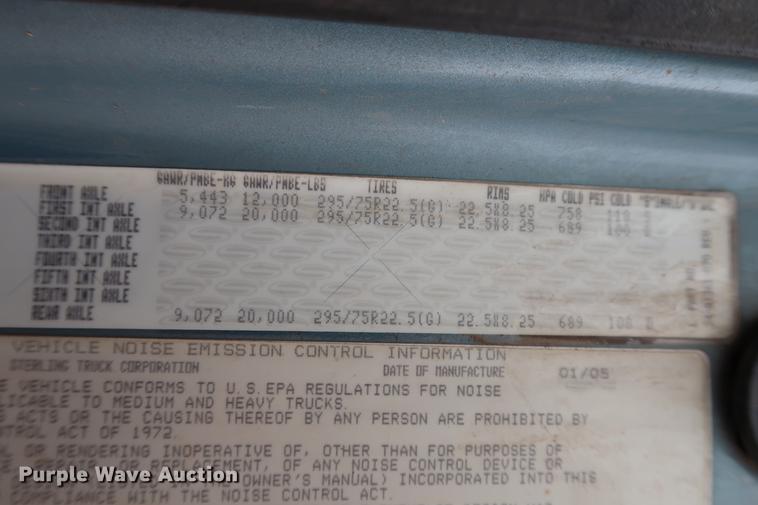 GAWR/PNBE-KG GAWR/PNBE-LBS TIRES RIMS KPA COLD PSI COLD
FRONT AXLE 5,443 12,000 295/75R22.5(G) 22.5X8.25 758 110
FIRST INT AXLE 9,072 20,000 295/75R22.5(G) 22.5X8.25 689 100
SECOND INT AXLE
THIRD INT AXLE
FOURTH INT AXLE
FIFTH INT AXLE
SIXTH INT AXLE
REAR AXLE 9,072 20,000 295/75R22.5(G) 22.5X8.25 689 100
VEHICLE NOISE EMISSION CONTROL INFORMATION
STERLING TRUCK CORPORATION DATE OF MANUFACTURE 01/05
VEHICLE CONFORMS TO U.S.EPA REGULATIONS FOR NOISE
TO MEDIUM AND HEAVY TRUCKS.
ACTS OR THE CAUSING THEREOF BY ANY PERSON ARE PROHIBITED BY
ACT OF 1972
OR RENDERING INOPERATIVE OF, OTHER THAN FOR PURPOSES OF
OF ANY NOISE CONTROL DEVICE OR
MANUAL) INCORPORATED INTO THIS
COMPLIANCE WITH THE NOISE CONTROL ACT.
Purple Wave Auction